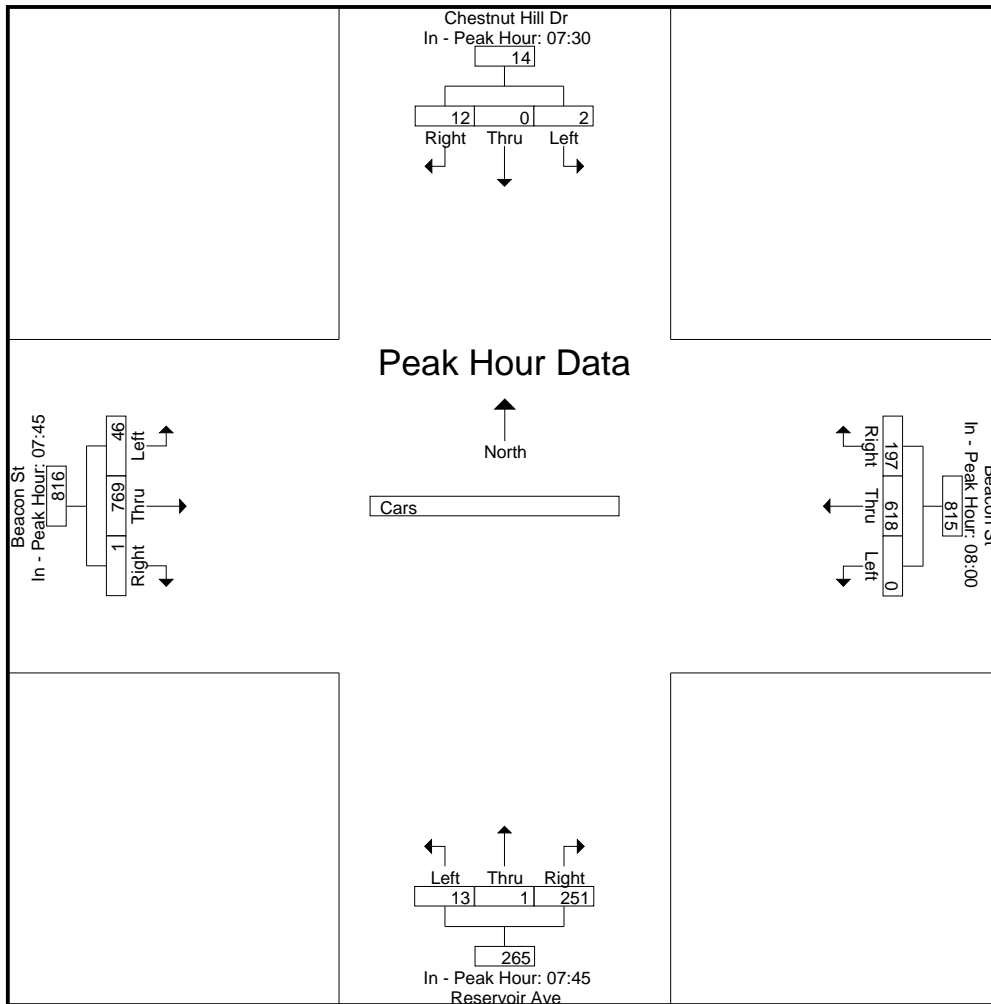 Chestnut Hill Dr
In - Peak Hour: 07:30
14
12 0 2
Right Thru Left
Peak Hour Data
North
Cars
Beacon St
In - Peak Hour: 07:45
816
46 769 1
Left Thru Right
Beacon St
In - Peak Hour: 08:00
815
197 618 0
Right Thru Left
Left Thru Right
13 1 251
265
In - Peak Hour: 07:45
Reservoir Ave